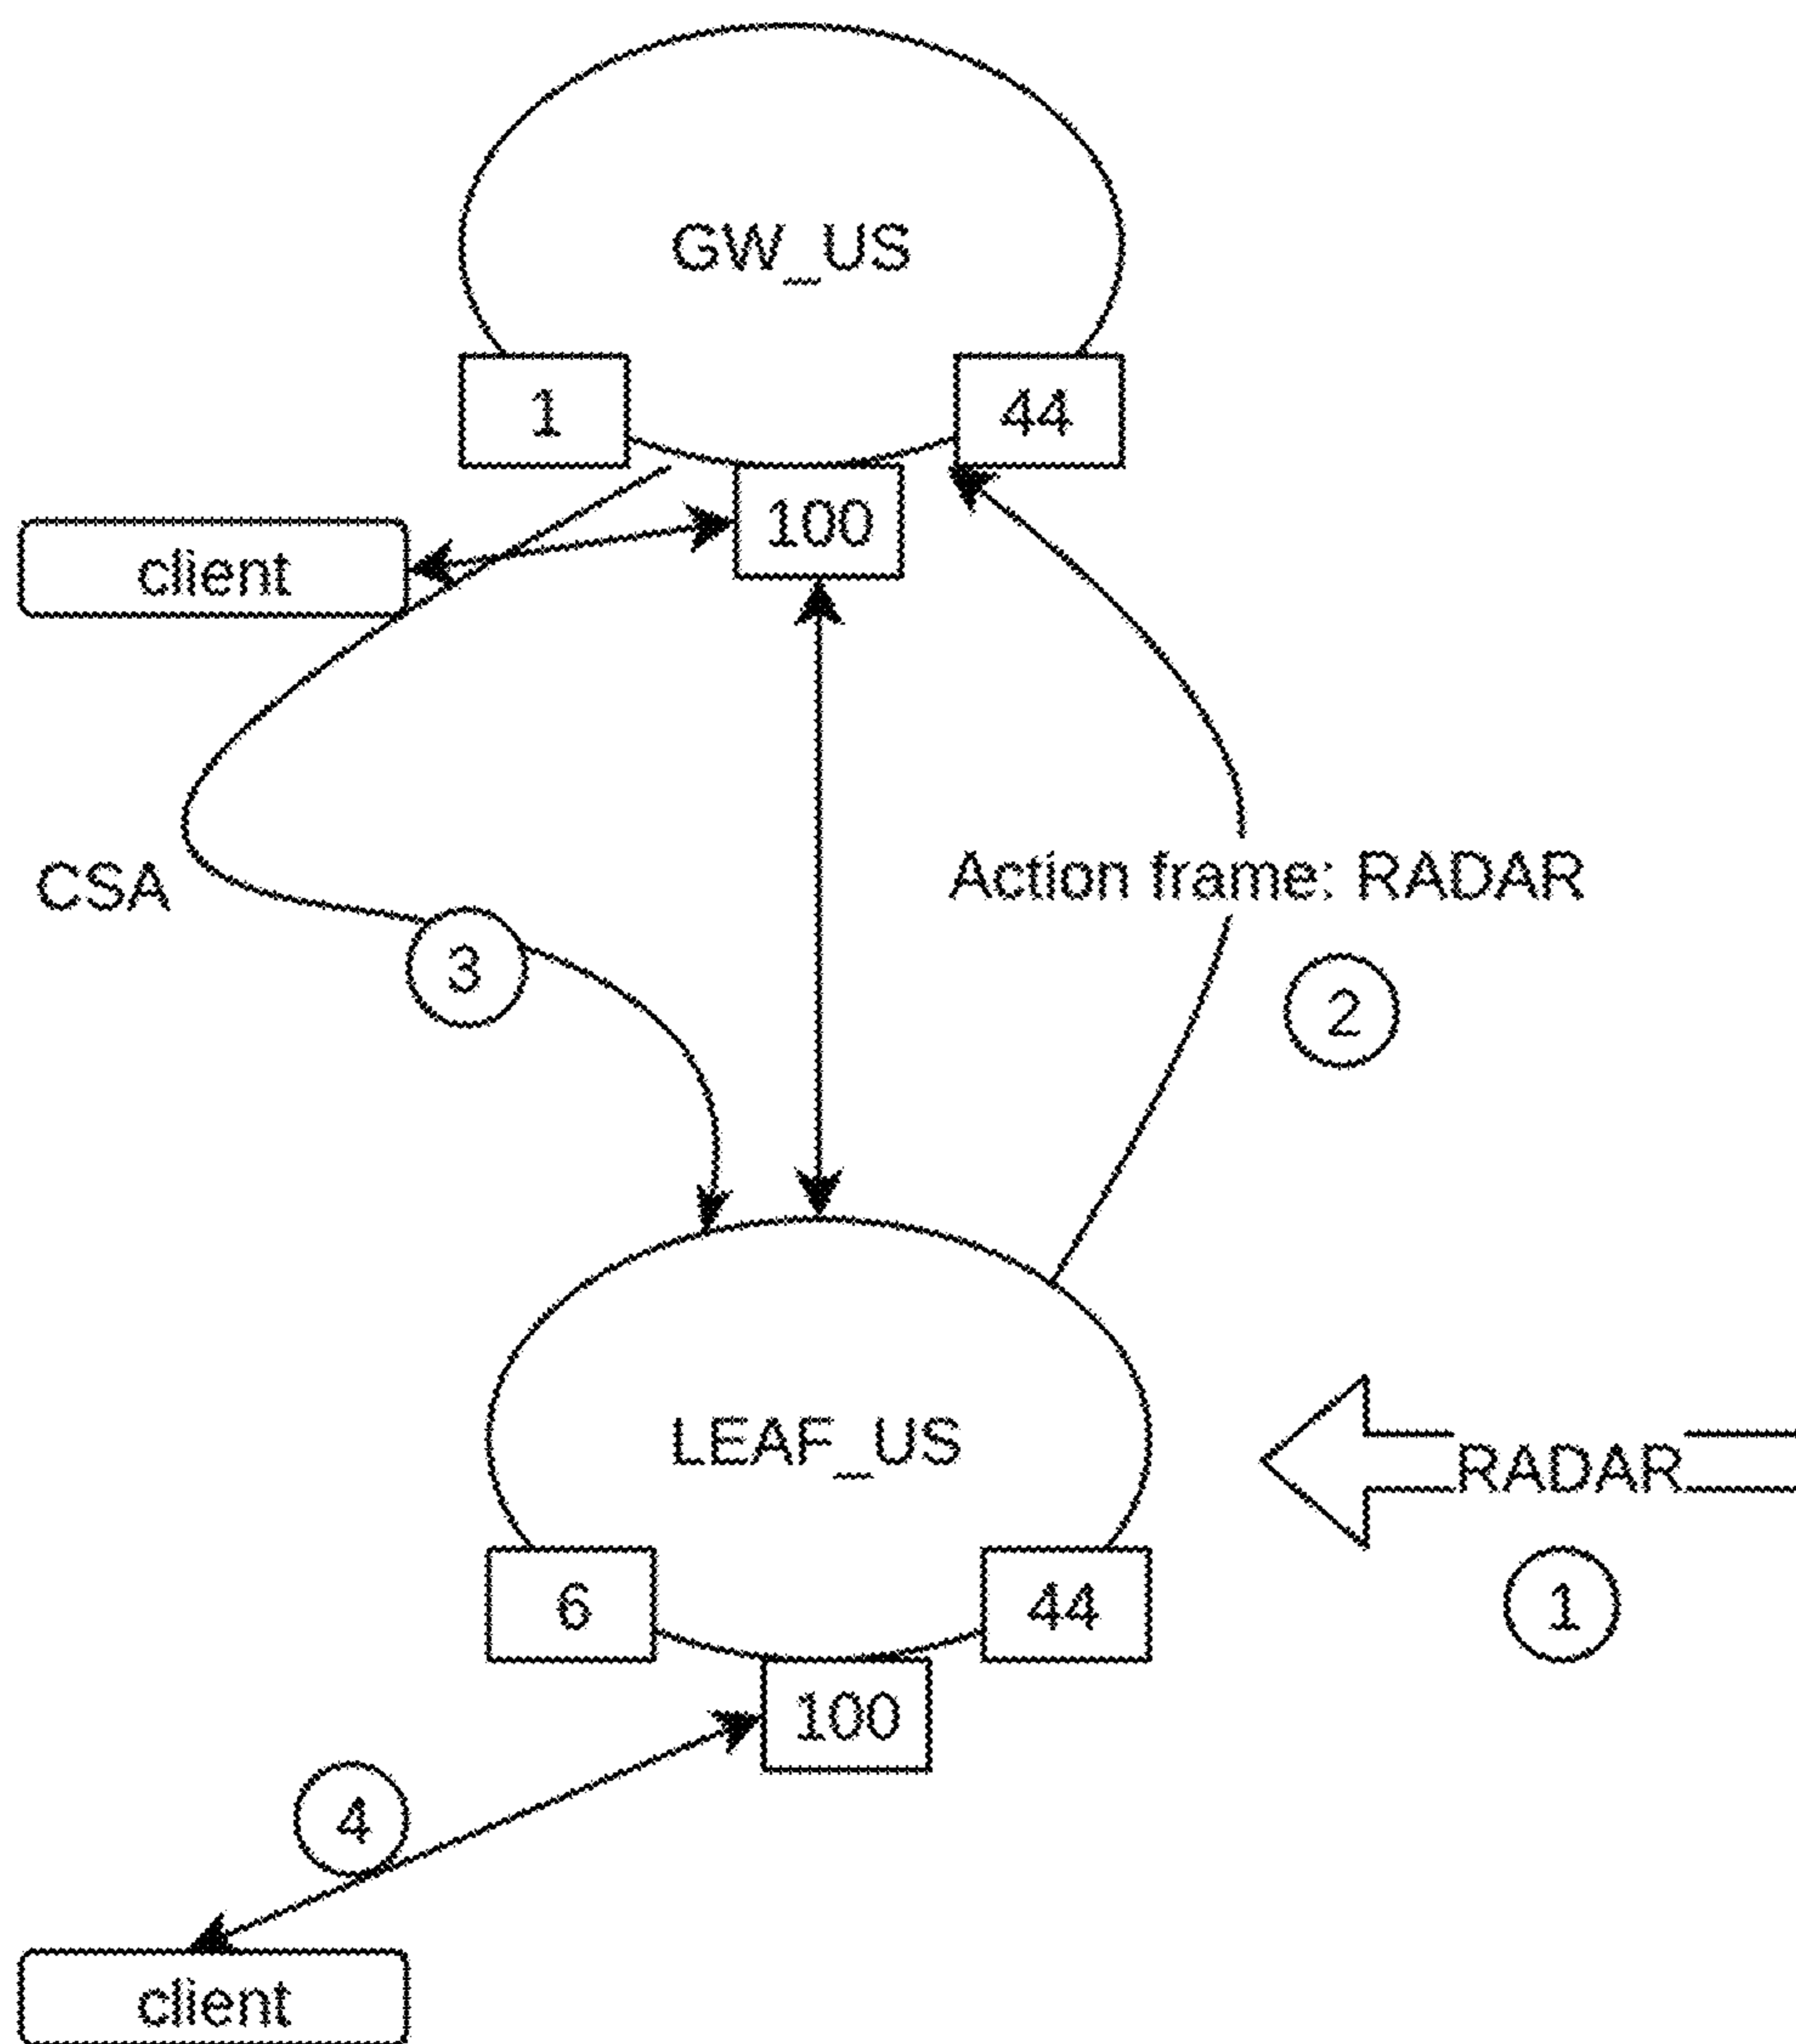 GW_US
1
44
100
client
CSA
Action frame: RADAR
3
2
LEAF_US
RADAR
6
44
1
100
4
client